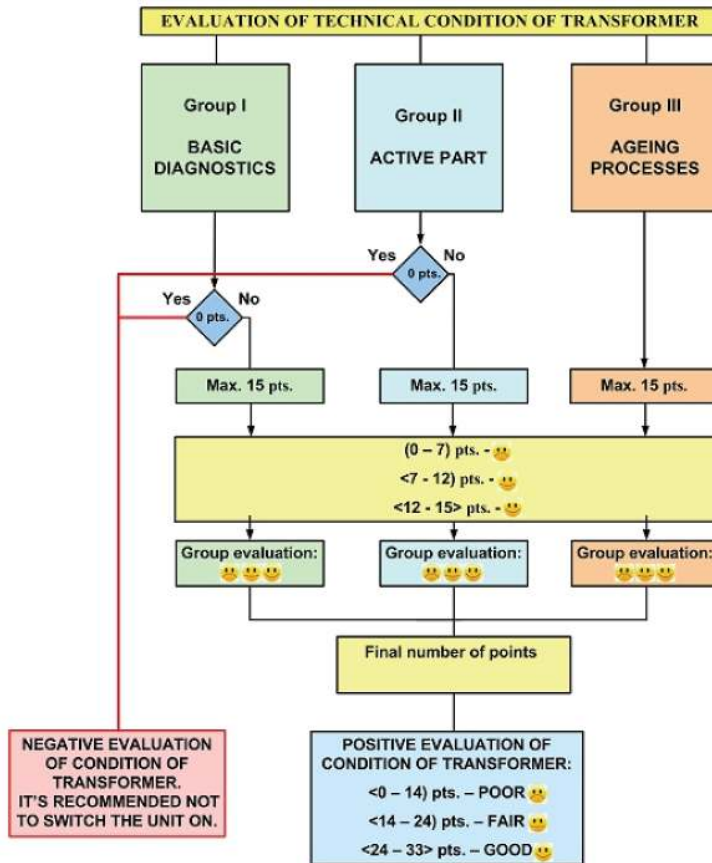 EVALUATION OF TECHNICAL CONDITION OF TRANSFORMER
Group I
BASIC
DIAGNOSTICS
Group II
ACTIVE PART
Group III
AGEING
PROCESSES
Yes
No
0 pts.
Yes
No
0 pts.
Max. 15 pts.
Max. 15 pts.
Max. 15 pts.
(0 – 7) pts. -
<7 - 12) pts. -
<12 - 15> pts. -
Group evaluation:
Group evaluation:
Group evaluation:
Final number of points
NEGATIVE EVALUATION
OF CONDITION OF
TRANSFORMER.
IT'S RECOMMENDED NOT
TO SWITCH THE UNIT ON.
POSITIVE EVALUATION OF
CONDITION OF TRANSFORMER:
<0 – 14) pts. – POOR
<14 – 24) pts. – FAIR
<24 – 33> pts. – GOOD